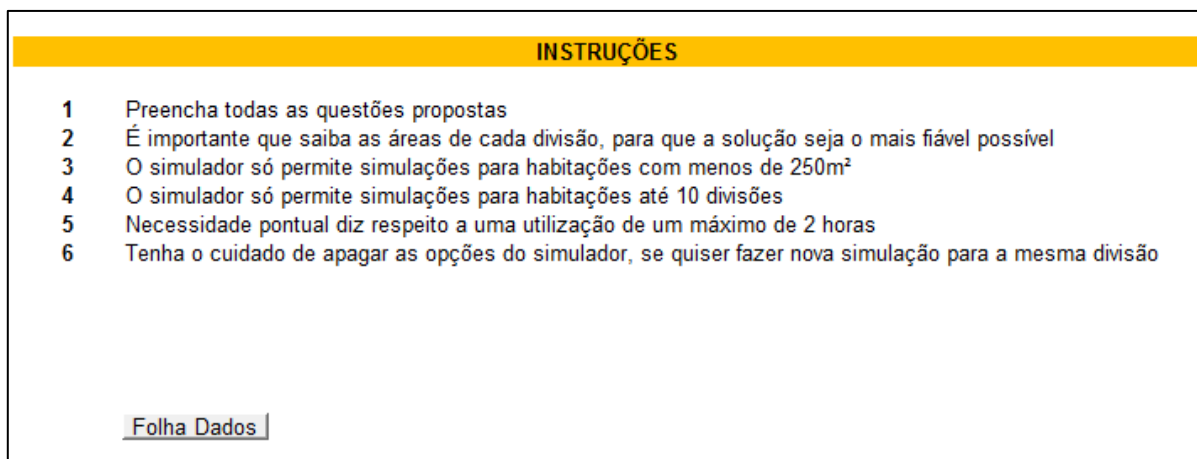 INSTRUÇÕES
1 Preencha todas as questões propostas
2 É importante que saiba as áreas de cada divisão, para que a solução seja o mais fiável possível
3 O simulador só permite simulações para habitações com menos de 250m²
4 O simulador só permite simulações para habitações até 10 divisões
5 Necessidade pontual diz respeito a uma utilização de um máximo de 2 horas
6 Tenha o cuidado de apagar as opções do simulador, se quiser fazer nova simulação para a mesma divisão
Folha Dados